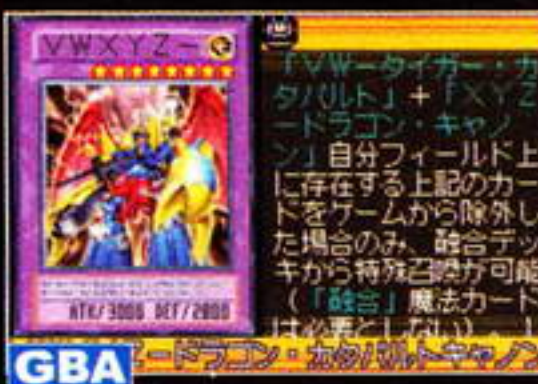 VWXYZ－
「VW－タイガー・カ
タパルト」＋「XYZ
－ドラゴン・キャノ
ン」自分フィールド上
に存在する上記のカー
ドをゲームから除外し
た場合のみ、融合デッ
キから特殊召喚が可能
（「融合」魔法カード
は必要としない）。
ATK/3000 DEF/2800
Z－ドラゴン・カタパルトキャノン
GBA